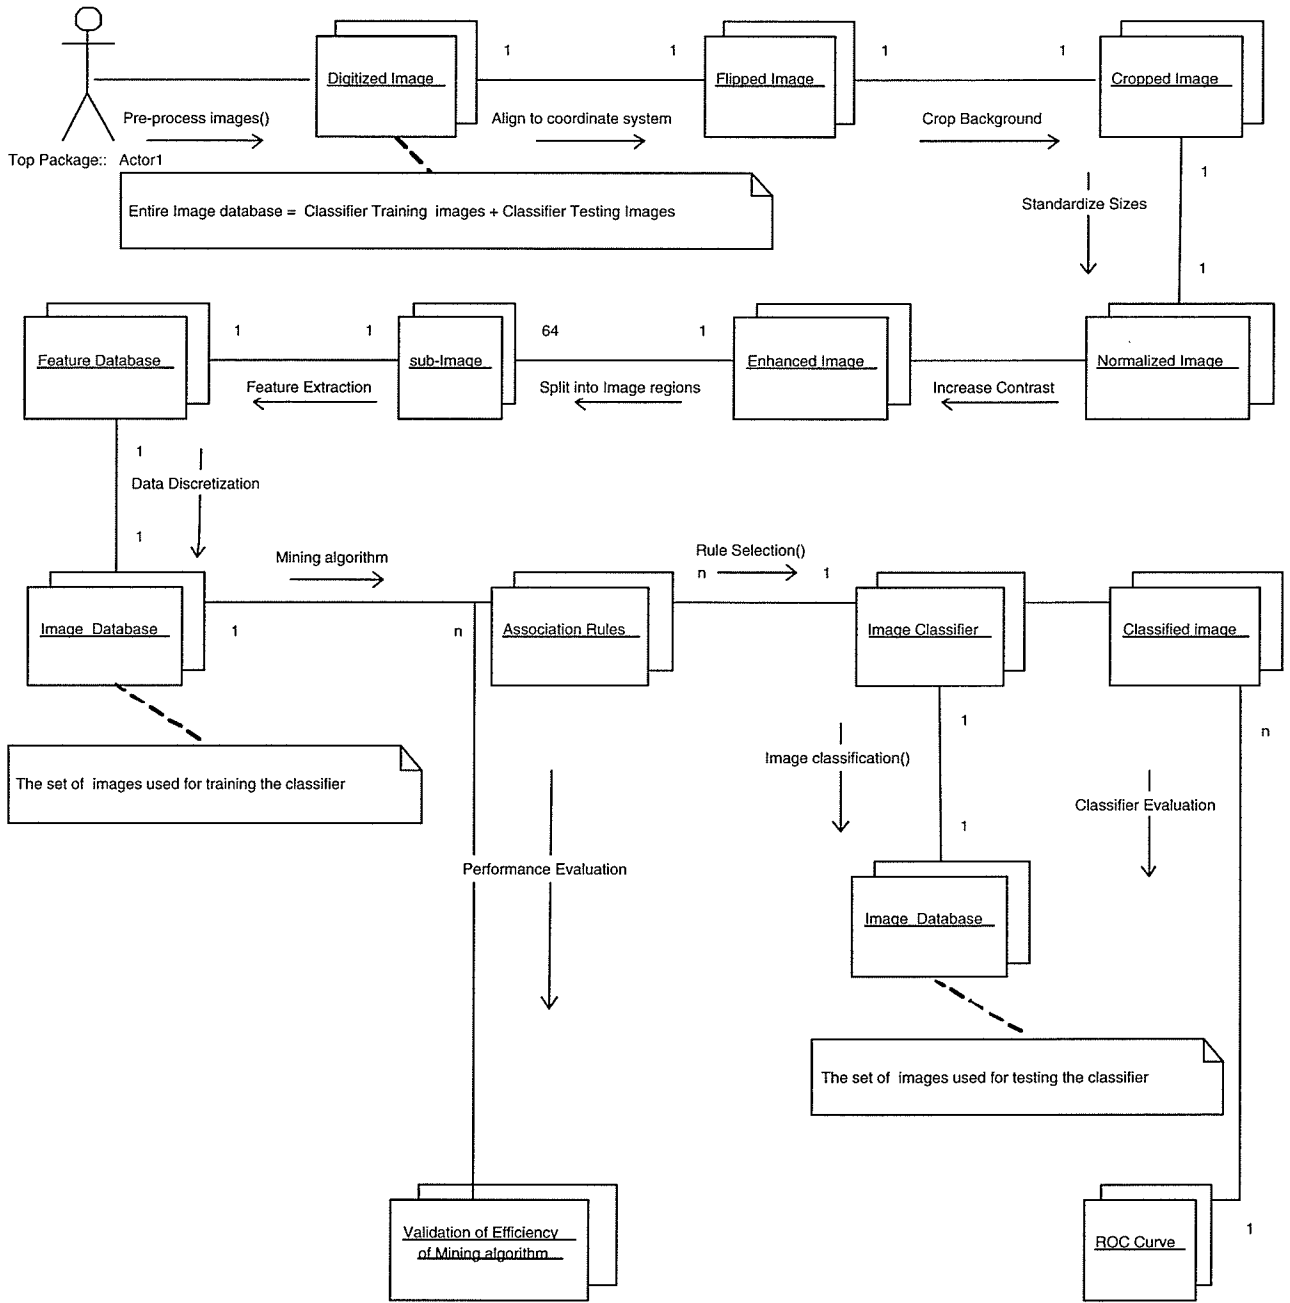 Digitized Image
1
1
Flipped Image
1
1
Cropped Image
Pre-process images()
Align to coordinate system
Crop Background
Top Package:: Actor1
Entire Image database = Classifier Training images + Classifier Testing Images
1
Standardize Sizes
1
Feature Database
1
1
sub-Image
64
1
Enhanced Image
Normalized Image
Feature Extraction
Split into Image regions
Increase Contrast
1
Data Discretization
1
Mining algorithm
Rule Selection()
n
1
Image Database
1
n
Association Rules
Image Classifier
Classified image
1
n
The set of images used for training the classifier
Image classification()
Classifier Evaluation
1
Performance Evaluation
Image Database
The set of images used for testing the classifier
Validation of Efficiency
of Mining algorithm
ROC Curve
1